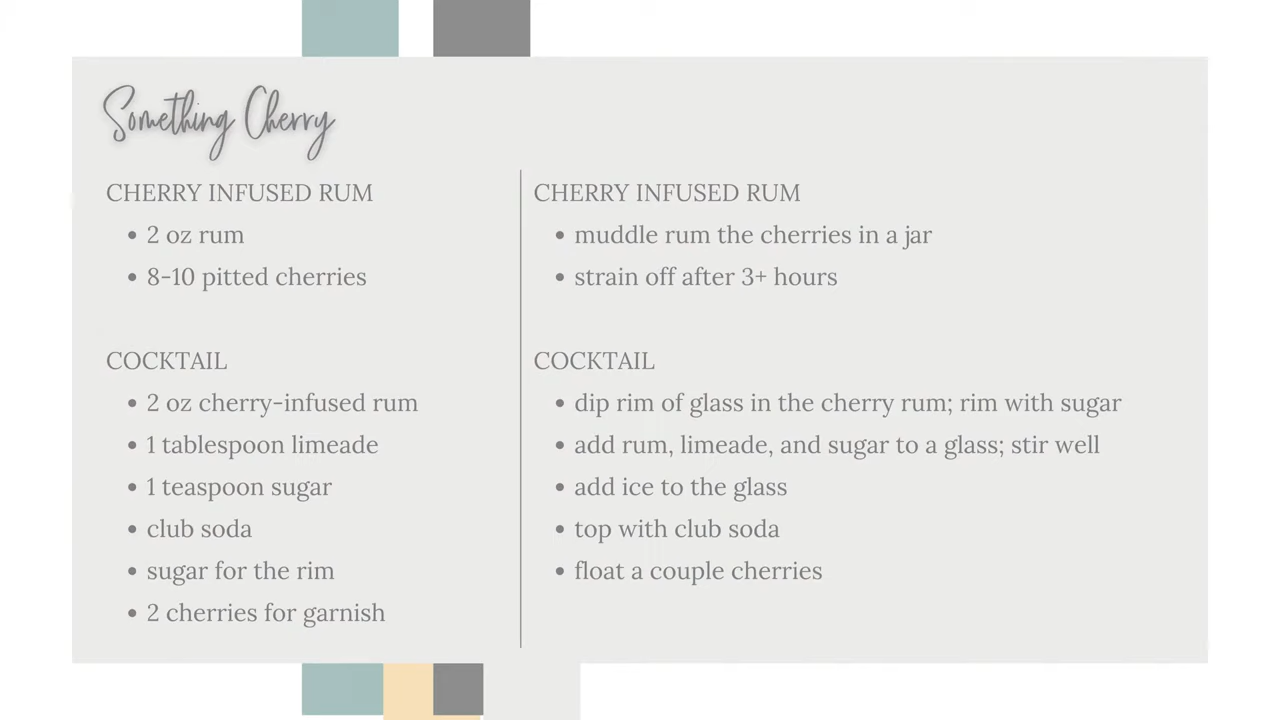 Something Cherry
CHERRY INFUSED RUM
• 2 oz rum
• 8-10 pitted cherries
COCKTAIL
• 2 oz cherry-infused rum
• 1 tablespoon limeade
• 1 teaspoon sugar
• club soda
• sugar for the rim
• 2 cherries for garnish
CHERRY INFUSED RUM
• muddle rum the cherries in a jar
• strain off after 3+ hours
COCKTAIL
• dip rim of glass in the cherry rum; rim with sugar
• add rum, limeade, and sugar to a glass; stir well
• add ice to the glass
• top with club soda
• float a couple cherries